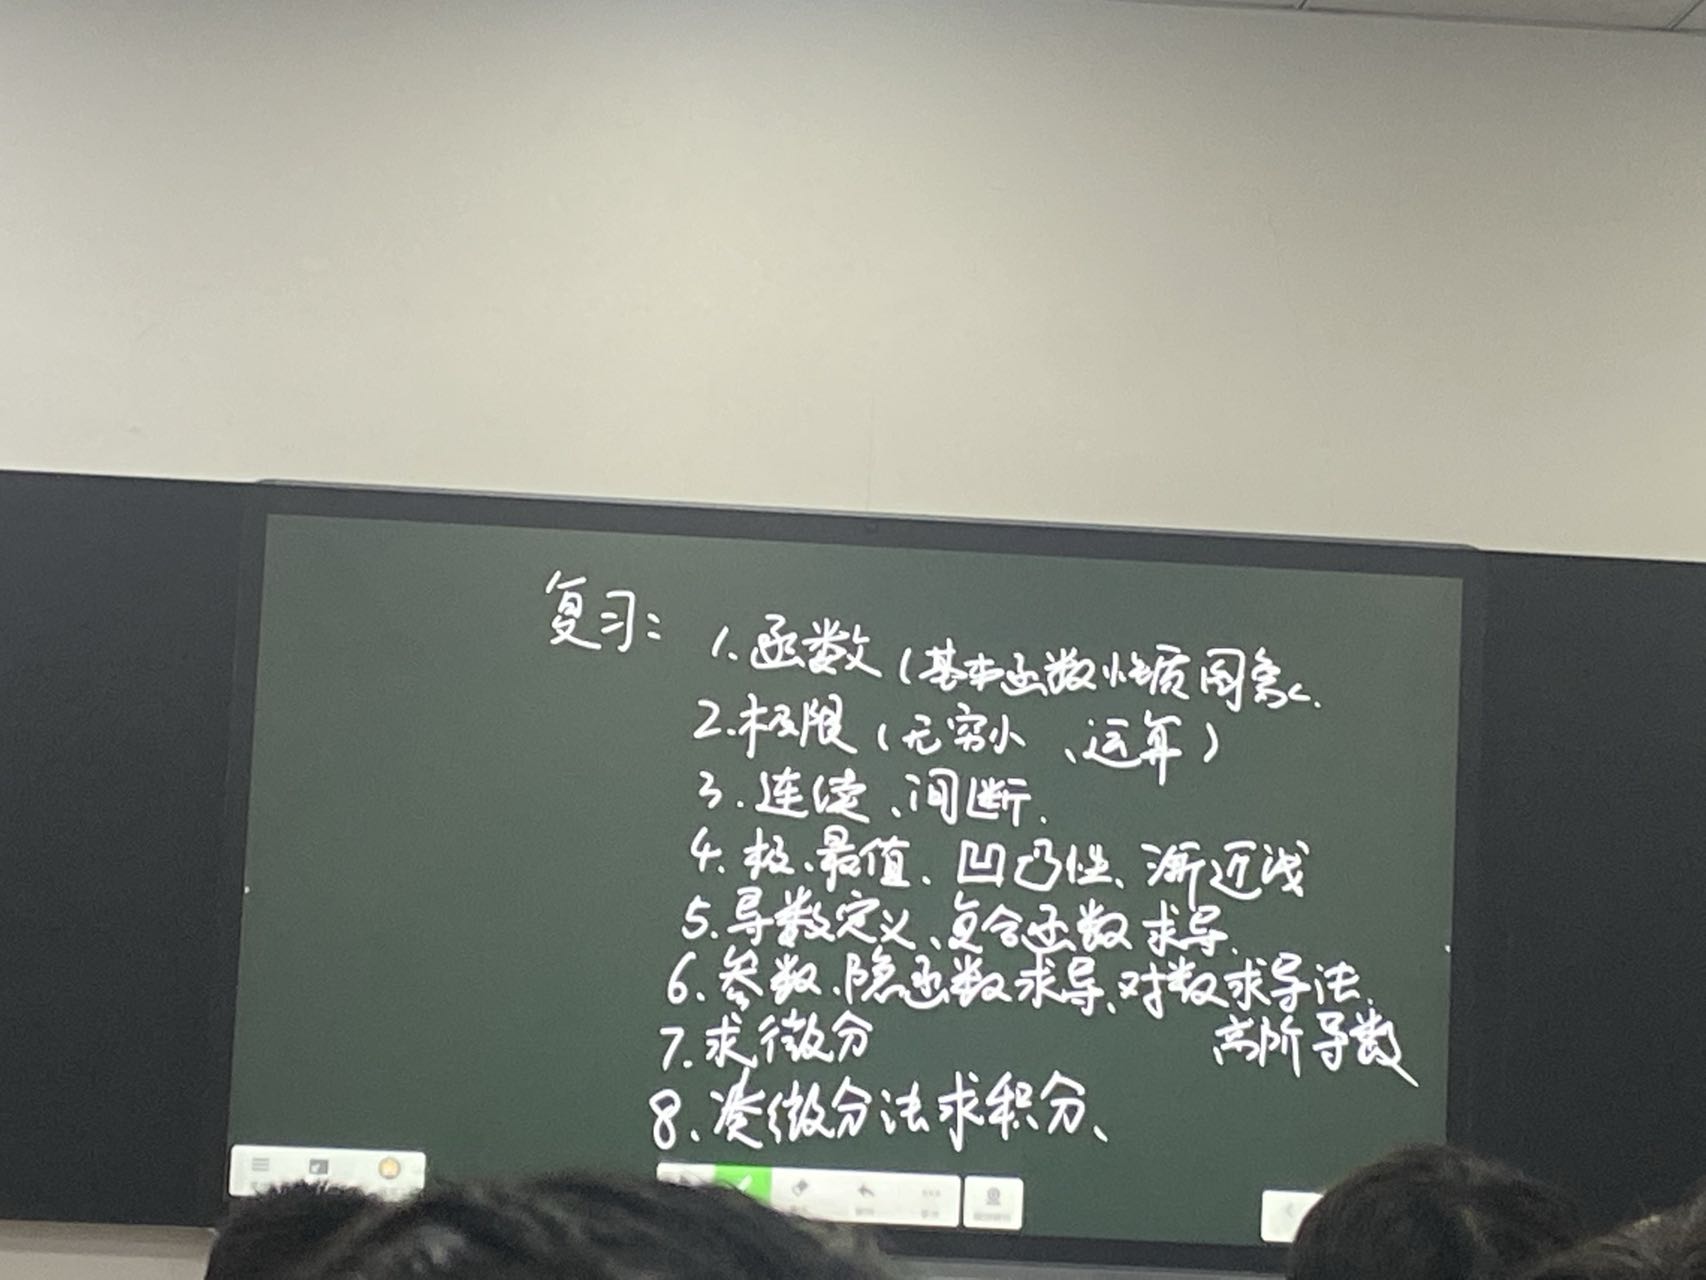 复习:
1.函数(基本函数性质图象.
2.极限(无穷小、运算)
3.连续、间断.
4.极、最值、凹凸性、渐近线
5.导数定义、复合函数求导.
6.参数、隐函数求导、对数求导法.
高阶导数
7.求微分
8、凑微分法求积分、